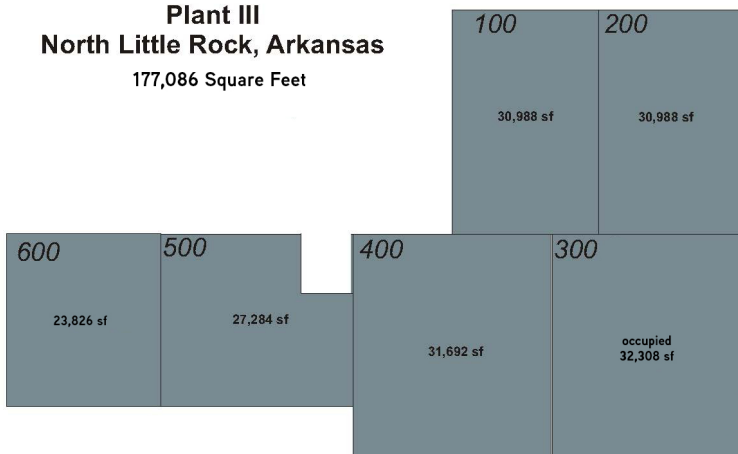 Plant III
North Little Rock, Arkansas
177,086 Square Feet
100
200
30,988 sf
30,988 sf
600
500
400
300
23,826 sf
27,284 sf
31,692 sf
occupied
32,308 sf